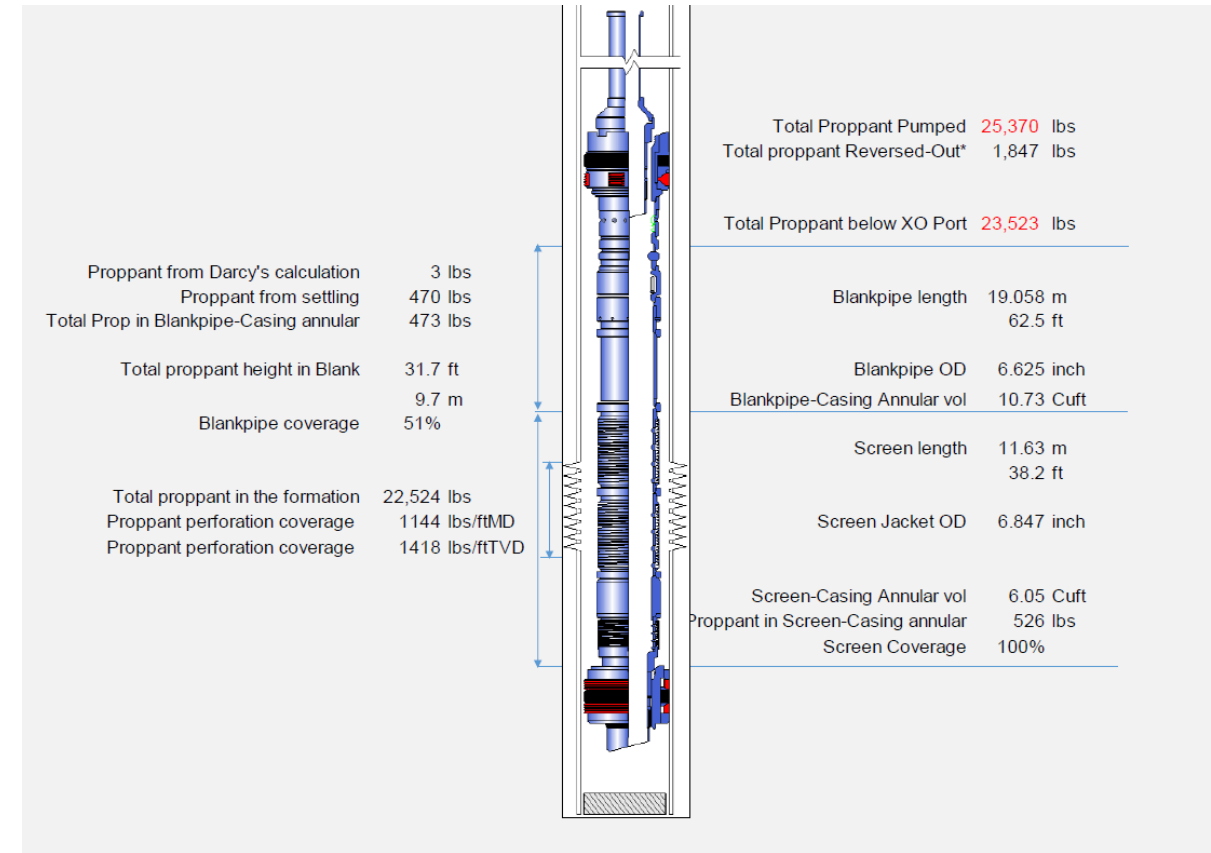 Total Proppant Pumped 25,370 lbs
Total proppant Reversed-Out* 1,847 lbs
Total Proppant below XO Port 23,523 lbs
Proppant from Darcy's calculation 3 lbs
Proppant from settling 470 lbs
Total Prop in Blankpipe-Casing annular 473 lbs
Total proppant height in Blank 31.7 ft
9.7 m
Blankpipe coverage 51%
Blankpipe length 19.058 m
62.5 ft
Blankpipe OD 6.625 inch
Blankpipe-Casing Annular vol 10.73 Cuft
Total proppant in the formation 22,524 lbs
Proppant perforation coverage 1144 lbs/ftMD
Proppant perforation coverage 1418 lbs/ftTVD
Screen length 11.63 m
38.2 ft
Screen Jacket OD 6.847 inch
Screen-Casing Annular vol 6.05 Cuft
Proppant in Screen-Casing annular 526 lbs
Screen Coverage 100%